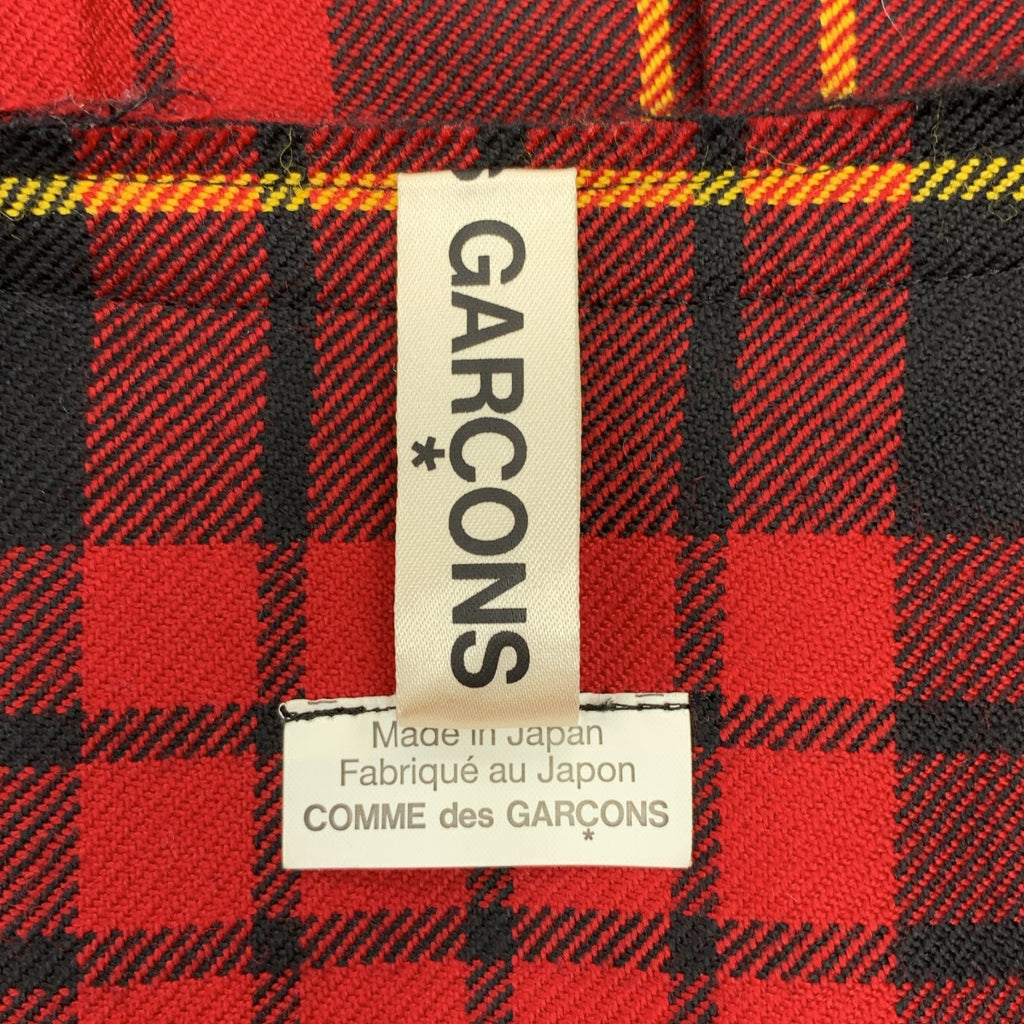 GARÇONS
*
Made in Japan
Fabriqué au Japon
COMME des GARÇONS
*